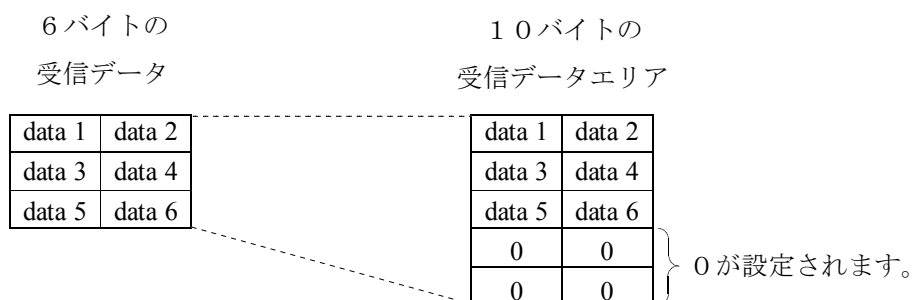 6バイトの
受信データ
10バイトの
受信データエリア
data 1 data 2
data 3 data 4
data 5 data 6
data 1 data 2
data 3 data 4
data 5 data 6
0 0
0 0
0が設定されます。